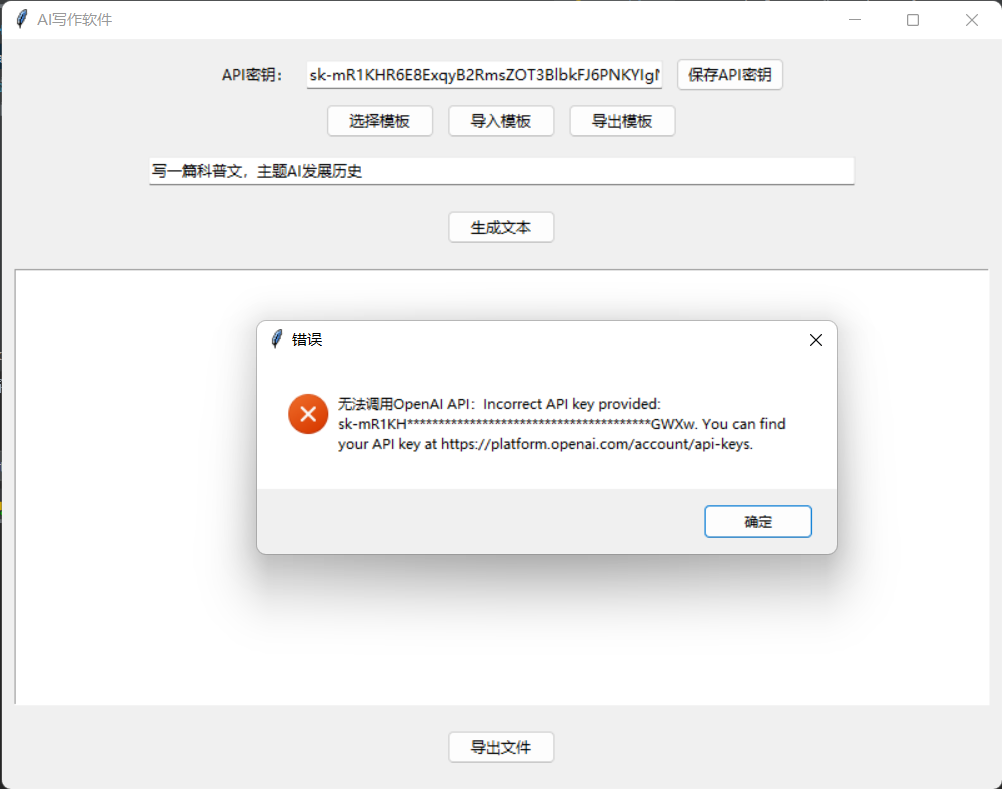 AI写作软件
API密钥： sk-mR1KHR6E8ExqyB2RmsZOT3BlbkFJ6PNKYIgI 保存API密钥
选择模板 导入模板 导出模板
写一篇科普文，主题AI发展历史
生成文本
错误
无法调用OpenAI API：Incorrect API key provided:
sk-mR1KH***************************************GWXw. You can find
your API key at https://platform.openai.com/account/api-keys.
确定
导出文件